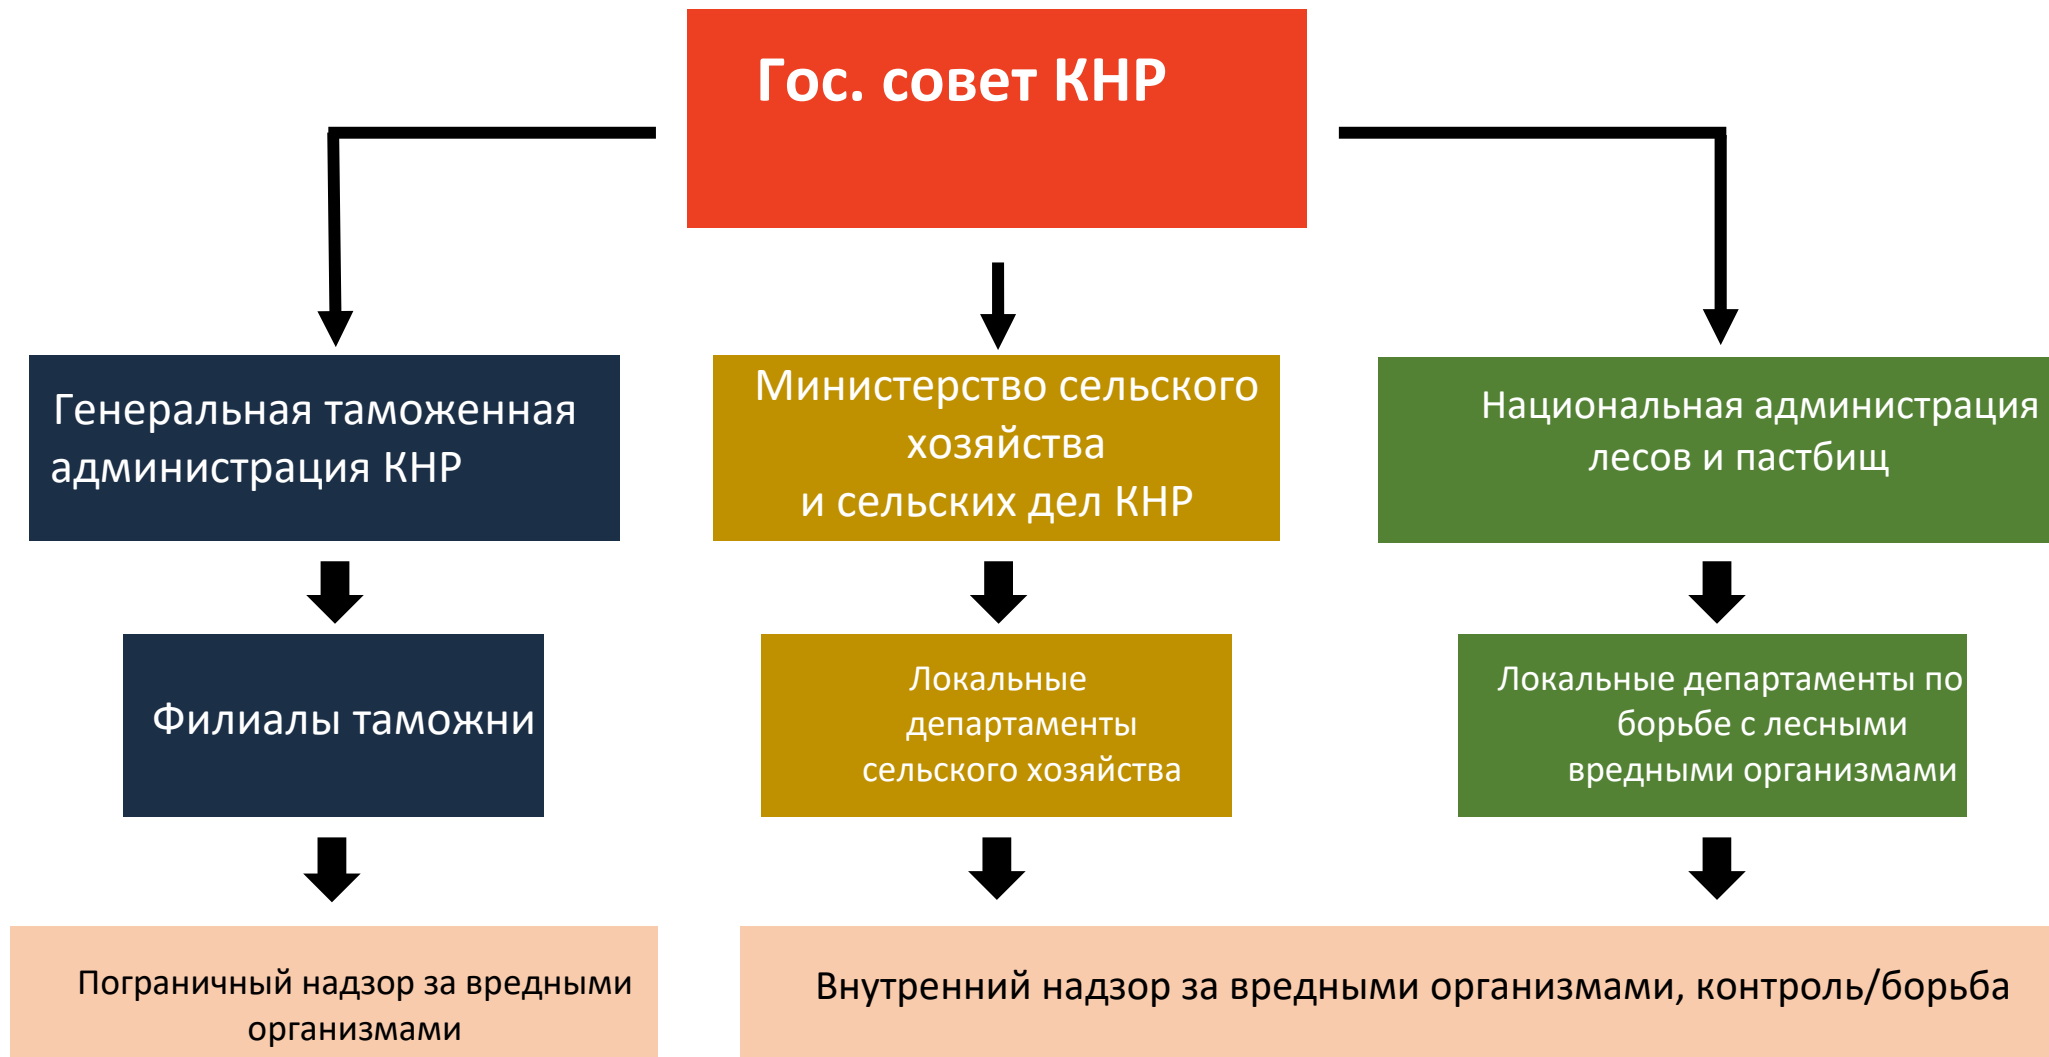 Гос. совет КНР
Генеральная таможенная
администрация КНР
Министерство сельского
хозяйства
и сельских дел КНР
Национальная администрация
лесов и пастбищ
Филиалы таможни
Локальные
департаменты
сельского хозяйства
Локальные департаменты по
борьбе с лесными
вредными организмами
Пограничный надзор за вредными
организмами
Внутренний надзор за вредными организмами, контроль/борьба